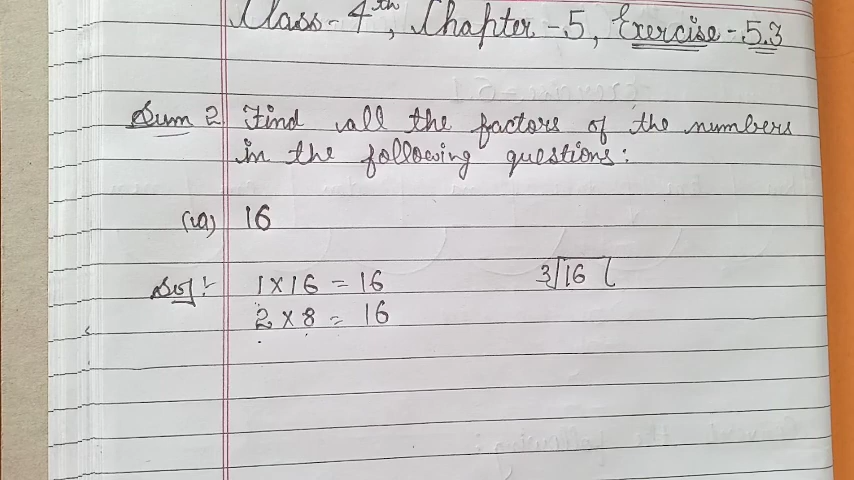 Class - 4th, Chapter - 5, Exercise - 5.3
Sum 2 Find all the factors of the numbers
in the following questions:
(a) 16
Sol:- 1 × 16 = 16 3)16(
2 × 8 = 16